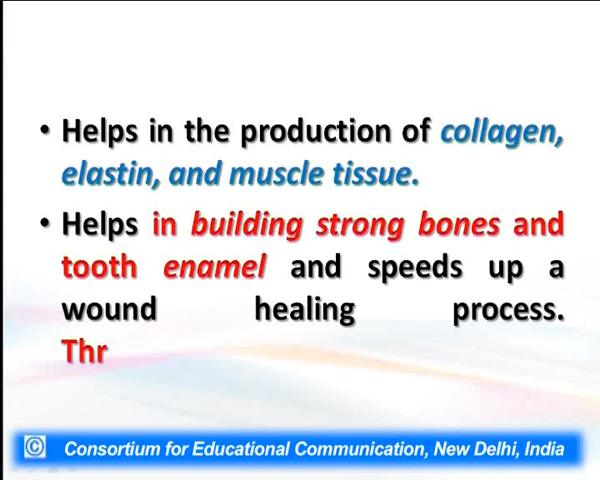 • Helps in the production of collagen,
elastin, and muscle tissue.
• Helps in building strong bones and
tooth enamel and speeds up a
wound healing process.
Thr
© Consortium for Educational Communication, New Delhi, India